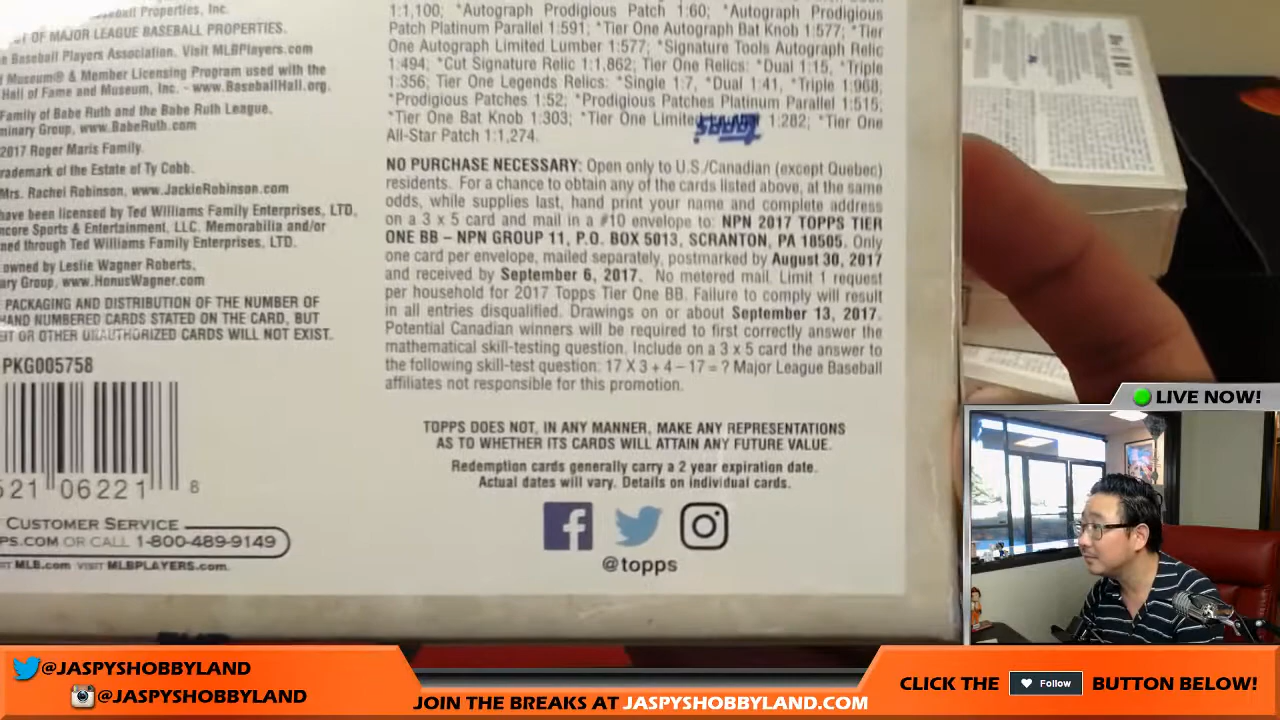 Baseball Properties, Inc.
OF MAJOR LEAGUE BASEBALL PROPERTIES.
Baseball Players Association. Visit MLBPlayers.com
Museum® & Member Licensing Program used with the
Hall of Fame and Museum, Inc. - www.BaseballHall.org.
Family of Babe Ruth and the Babe Ruth League.
Group, www.BabeRuth.com
2017 Roger Maris Family.
trademark of the Estate of Ty Cobb.
Mrs. Rachel Robinson, www.JackieRobinson.com
have been licensed by Ted Williams Family Enterprises, LTD,
Sports & Entertainment, LLC. Memorabilia and/or
through Ted Williams Family Enterprises, LTD.
owned by Leslie Wagner Roberts,
Group, www.HonusWagner.com
PACKAGING AND DISTRIBUTION OF THE NUMBER OF
HAND NUMBERED CARDS STATED ON THE CARD, BUT
OR OTHER UNAUTHORIZED CARDS WILL NOT EXIST.
PKG005758
521 06221 8
CUSTOMER SERVICE
PS.COM OR CALL 1-800-489-9149
MLB.com VISIT MLBPLAYERS.com.
1:1,100; *Autograph Prodigious Patch 1:60; *Autograph Prodigious
Patch Platinum Parallel 1:591; *Tier One Autograph Bat Knob 1:577; *Tier
One Autograph Limited Lumber 1:577; *Signature Tools Autograph Relic
1:494; *Cut Signature Relic 1:1,862; Tier One Relics: *Dual 1:15, *Triple
1:356; Tier One Legends Relics: *Single 1:7, *Dual 1:41, *Triple 1:968;
*Prodigious Patches 1:52; *Prodigious Patches Platinum Parallel 1:515;
*Tier One Bat Knob 1:303; *Tier One Limited 1:282; *Tier One
All-Star Patch 1:1,274.
topps
NO PURCHASE NECESSARY: Open only to U.S./Canadian (except Quebec)
residents. For a chance to obtain any of the cards listed above, at the same
odds, while supplies last, hand print your name and complete address
on a 3 x 5 card and mail in a #10 envelope to: NPN 2017 TOPPS TIER
ONE BB – NPN GROUP 11, P.O. BOX 5013, SCRANTON, PA 18505. Only
one card per envelope, mailed separately, postmarked by August 30, 2017
and received by September 6, 2017. No metered mail. Limit 1 request
per household for 2017 Topps Tier One BB. Failure to comply will result
in all entries disqualified. Drawings on or about September 13, 2017.
Potential Canadian winners will be required to first correctly answer the
mathematical skill-testing question. Include on a 3 x 5 card the answer to
the following skill-test question: 17 X 3 + 4 – 17 = ? Major League Baseball
affiliates not responsible for this promotion.
TOPPS DOES NOT, IN ANY MANNER, MAKE ANY REPRESENTATIONS
AS TO WHETHER ITS CARDS WILL ATTAIN ANY FUTURE VALUE.
Redemption cards generally carry a 2 year expiration date.
Actual dates will vary. Details on individual cards.
@topps
LIVE NOW!
@JASPYSHOBBYLAND
@JASPYSHOBBYLAND
JOIN THE BREAKS AT JASPYSHOBBYLAND.COM
CLICK THE Follow BUTTON BELOW!